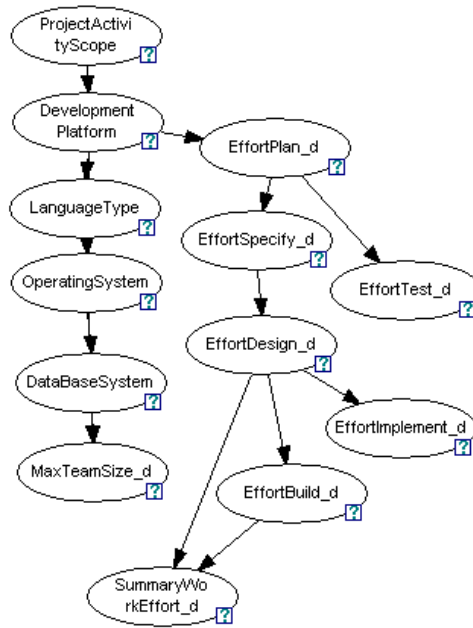 ProjectActivi
tyScope
?
Development
Platform
?
EffortPlan_d
?
LanguageType
?
EffortSpecify_d
?
OperatingSystem
?
EffortTest_d
?
EffortDesign_d
?
DataBaseSystem
?
EffortImplement_d
?
MaxTeamSize_d
?
EffortBuild_d
?
SummaryWo
rkEffort_d
?